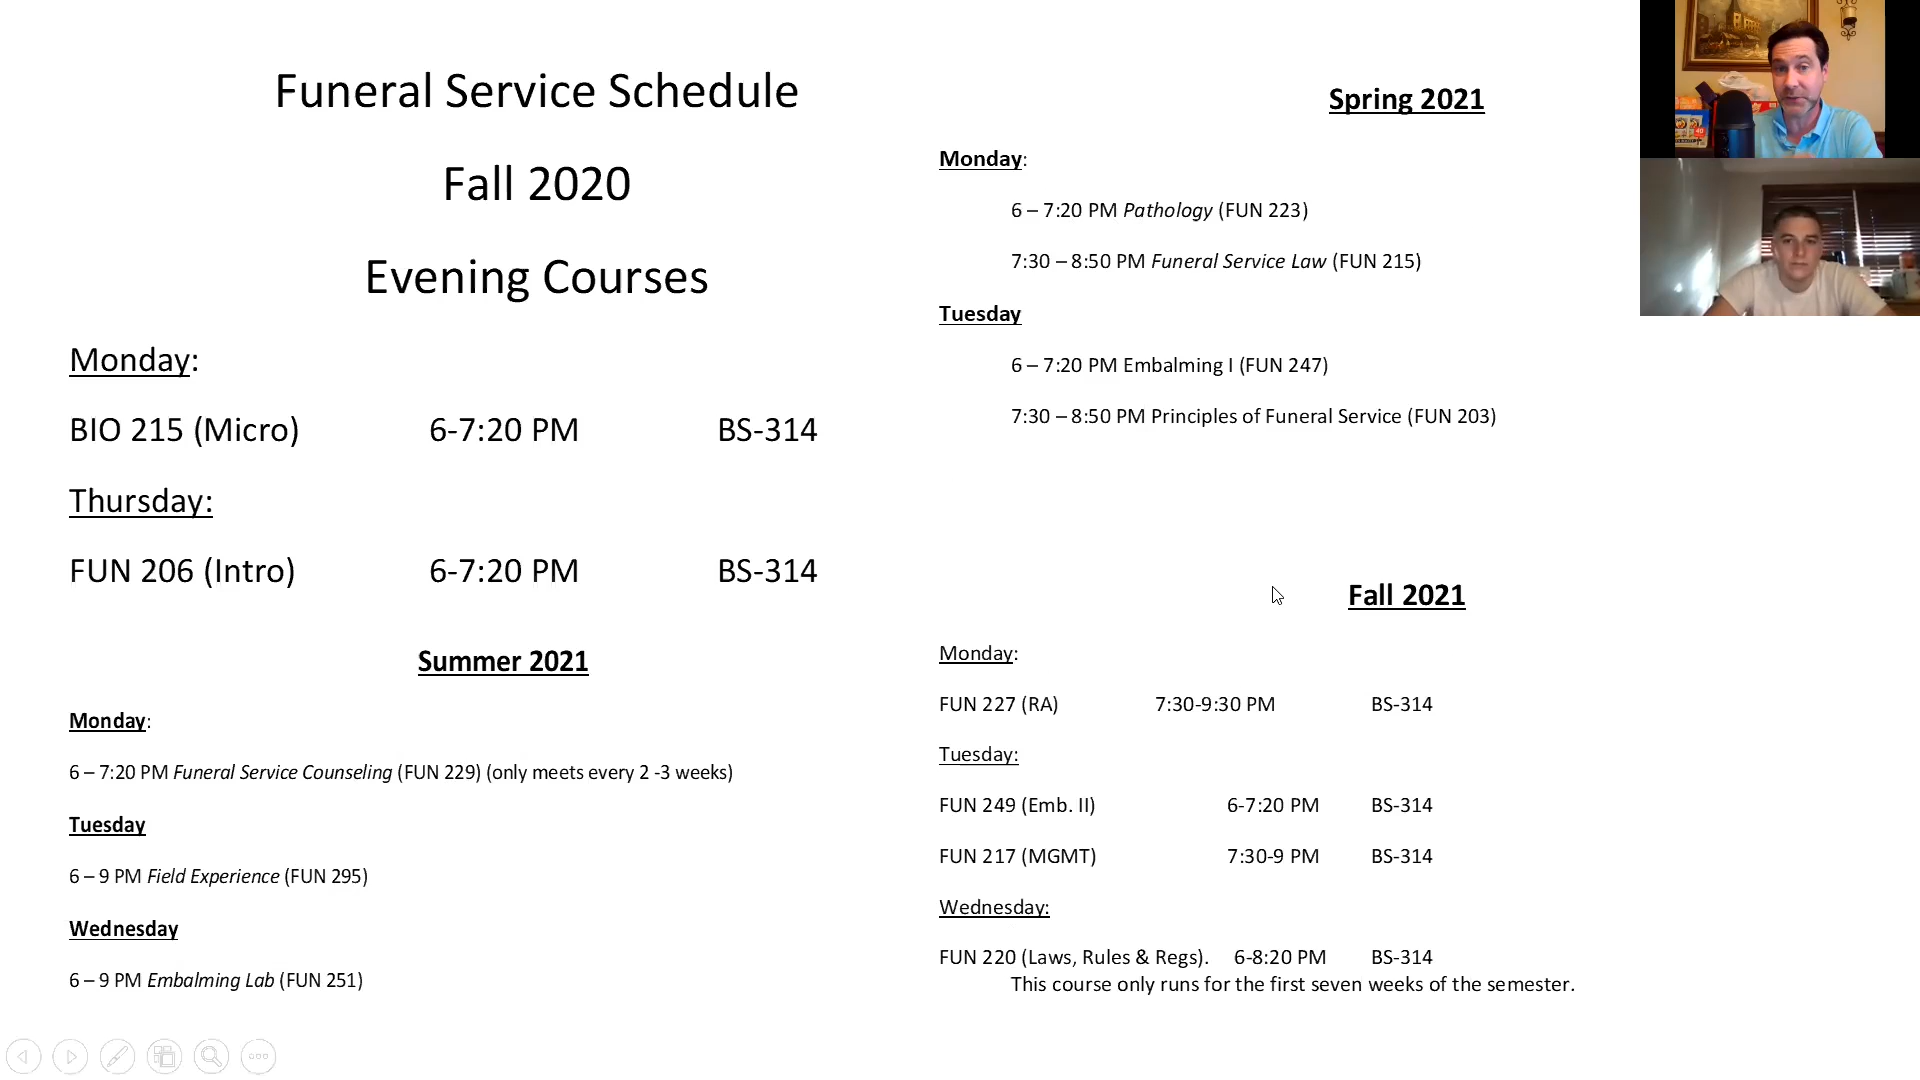 Funeral Service Schedule
Fall 2020
Evening Courses
Monday:
BIO 215 (Micro) 6-7:20 PM BS-314
Thursday:
FUN 206 (Intro) 6-7:20 PM BS-314
Summer 2021
Monday:
6 – 7:20 PM Funeral Service Counseling (FUN 229) (only meets every 2 -3 weeks)
Tuesday
6 – 9 PM Field Experience (FUN 295)
Wednesday
6 – 9 PM Embalming Lab (FUN 251)
Spring 2021
Monday:
6 – 7:20 PM Pathology (FUN 223)
7:30 – 8:50 PM Funeral Service Law (FUN 215)
Tuesday
6 – 7:20 PM Embalming I (FUN 247)
7:30 – 8:50 PM Principles of Funeral Service (FUN 203)
Fall 2021
Monday:
FUN 227 (RA) 7:30-9:30 PM BS-314
Tuesday:
FUN 249 (Emb. II) 6-7:20 PM BS-314
FUN 217 (MGMT) 7:30-9 PM BS-314
Wednesday:
FUN 220 (Laws, Rules & Regs). 6-8:20 PM BS-314
This course only runs for the first seven weeks of the semester.